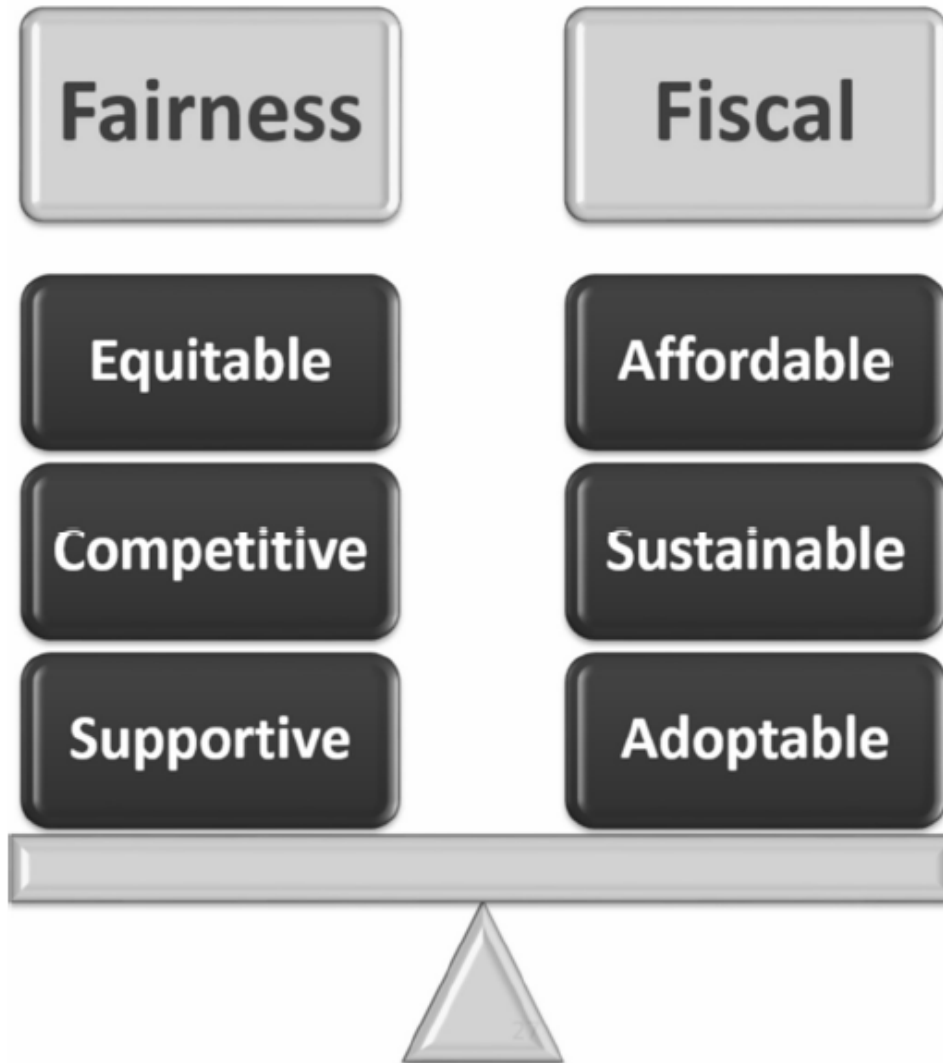 Fairness
Fiscal
Equitable
Affordable
Competitive
Sustainable
Supportive
Adoptable